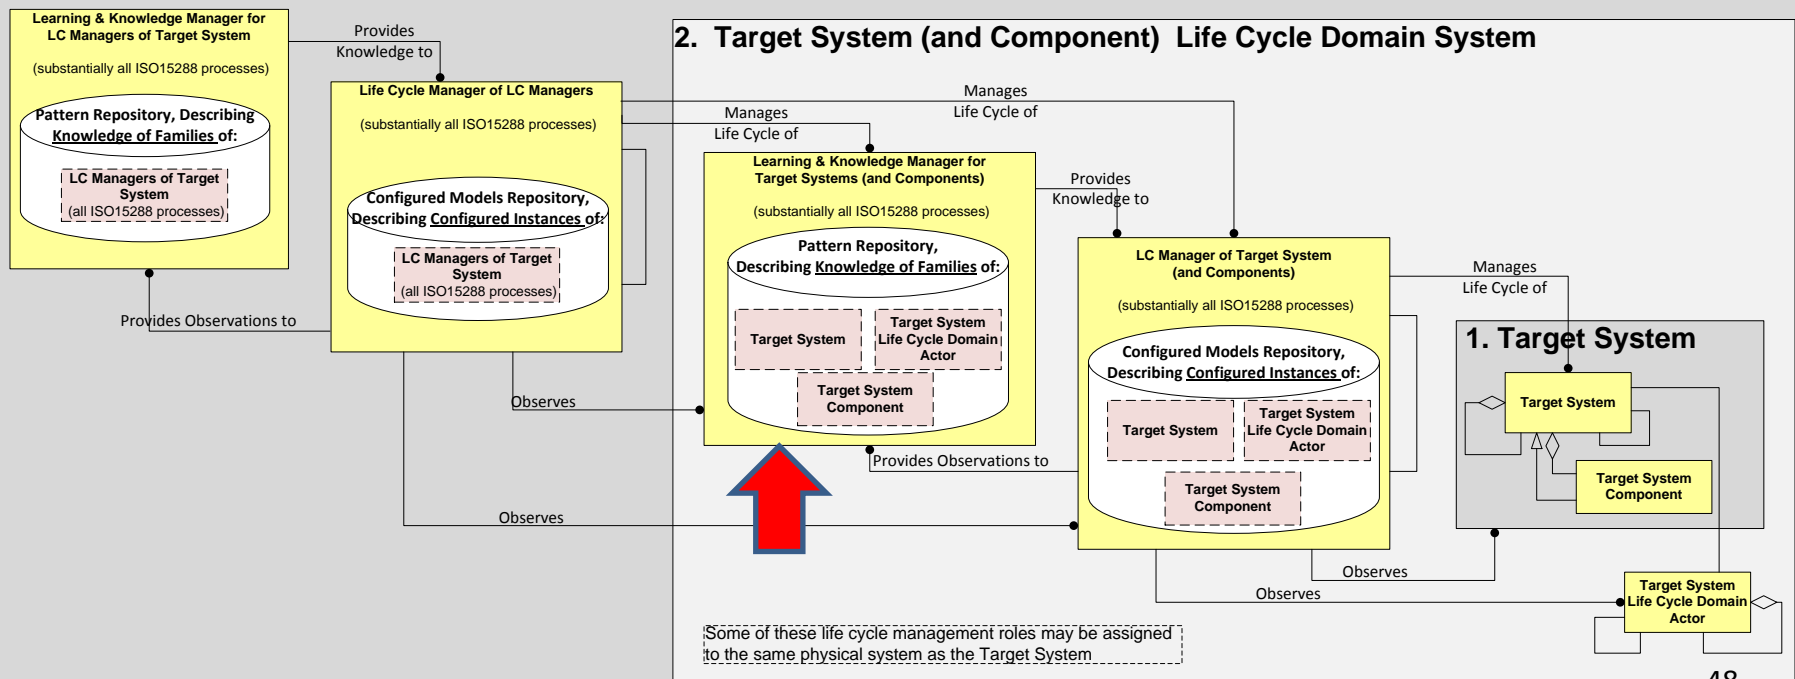 Learning & Knowledge Manager for
LC Managers of Target System
(substantially all ISO15288 processes)
Pattern Repository, Describing
Knowledge of Families of:
LC Managers of Target
System
(all ISO15288 processes)
Provides
Knowledge to
Life Cycle Manager of LC Managers
(substantially all ISO15288 processes)
Configured Models Repository,
Describing Configured Instances of:
LC Managers of Target
System
(all ISO15288 processes)
Provides Observations to
2. Target System (and Component) Life Cycle Domain System
Manages
Life Cycle of
Manages
Life Cycle of
Learning & Knowledge Manager for
Target Systems (and Components)
(substantially all ISO15288 processes)
Pattern Repository,
Describing Knowledge of Families of:
Target System
Target System
Life Cycle Domain
Actor
Target System
Component
Provides
Knowledge to
LC Manager of Target System
(and Components)
(substantially all ISO15288 processes)
Configured Models Repository,
Describing Configured Instances of:
Target System
Target System
Life Cycle Domain
Actor
Target System
Component
Manages
Life Cycle of
1. Target System
Target System
Target System
Component
Observes
Provides Observations to
Observes
Observes
Observes
Target System
Life Cycle Domain
Actor
Some of these life cycle management roles may be assigned
to the same physical system as the Target System
48